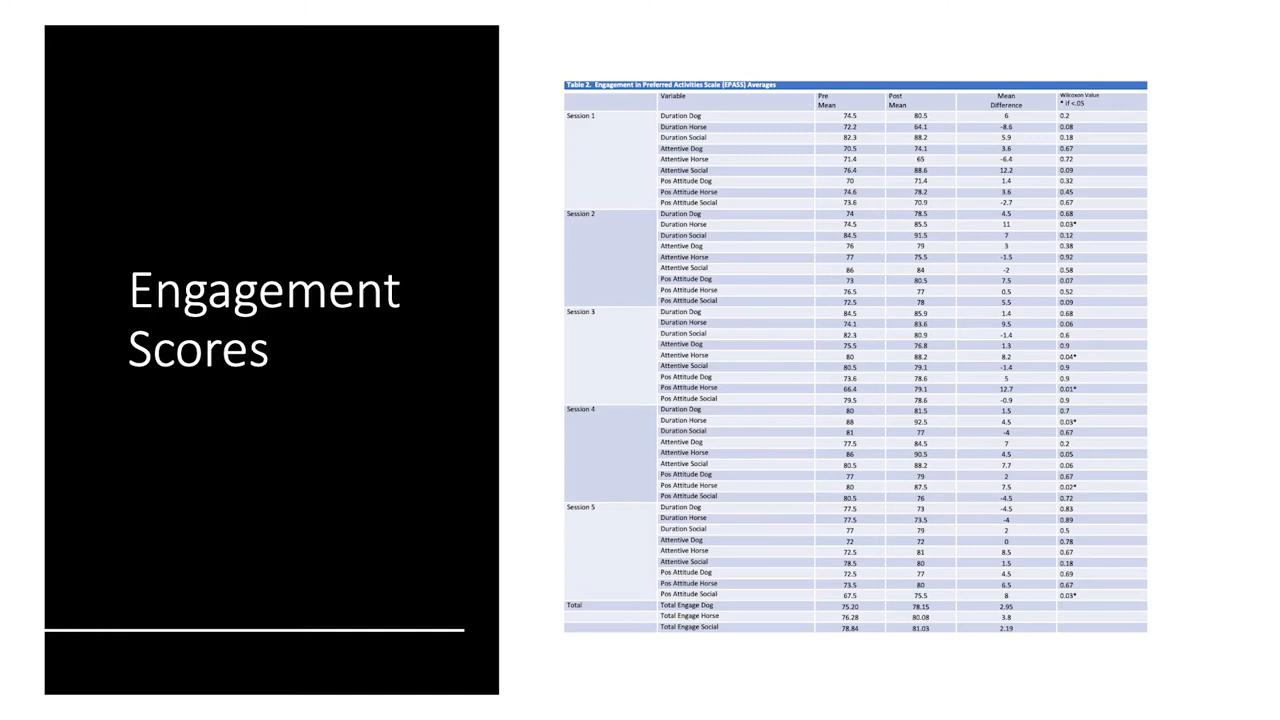 Engagement
Scores
Table 2. Engagement in Preferred Activities Scale (EPASS) Averages
Variable Pre Mean Post Mean Mean Difference Wilcoxon Value * if <.05
Session 1 Duration Dog 74.5 80.5 6 0.2
Duration Horse 72.2 64.1 -8.6 0.08
Duration Social 82.3 88.2 5.9 0.18
Attentive Dog 70.5 74.1 3.6 0.67
Attentive Horse 71.4 65 -6.4 0.72
Attentive Social 76.4 88.6 12.2 0.09
Pos Attitude Dog 70 71.4 1.4 0.32
Pos Attitude Horse 74.6 78.2 3.6 0.45
Pos Attitude Social 73.6 70.9 -2.7 0.67
Session 2 Duration Dog 74 78.5 4.5 0.68
Duration Horse 74.5 85.5 11 0.03*
Duration Social 84.5 91.5 7 0.12
Attentive Dog 76 79 3 0.38
Attentive Horse 77 75.5 -1.5 0.92
Attentive Social 86 84 -2 0.58
Pos Attitude Dog 73 80.5 7.5 0.07
Pos Attitude Horse 76.5 77 0.5 0.52
Pos Attitude Social 72.5 78 5.5 0.09
Session 3 Duration Dog 84.5 85.9 1.4 0.68
Duration Horse 74.1 83.6 9.5 0.06
Duration Social 82.3 80.9 -1.4 0.6
Attentive Dog 75.5 76.8 1.3 0.9
Attentive Horse 80 88.2 8.2 0.04*
Attentive Social 80.5 79.1 -1.4 0.9
Pos Attitude Dog 73.6 78.6 5 0.9
Pos Attitude Horse 66.4 79.1 12.7 0.01*
Pos Attitude Social 79.5 78.6 -0.9 0.9
Session 4 Duration Dog 80 81.5 1.5 0.7
Duration Horse 88 92.5 4.5 0.03*
Duration Social 81 77 -4 0.67
Attentive Dog 77.5 84.5 7 0.2
Attentive Horse 86 90.5 4.5 0.05
Attentive Social 80.5 88.2 7.7 0.06
Pos Attitude Dog 77 79 2 0.67
Pos Attitude Horse 80 87.5 7.5 0.02*
Pos Attitude Social 80.5 76 -4.5 0.72
Session 5 Duration Dog 77.5 73 -4.5 0.83
Duration Horse 77.5 73.5 -4 0.89
Duration Social 77 79 2 0.5
Attentive Dog 72 72 0 0.78
Attentive Horse 72.5 81 8.5 0.67
Attentive Social 78.5 80 1.5 0.18
Pos Attitude Dog 72.5 77 4.5 0.69
Pos Attitude Horse 73.5 80 6.5 0.67
Pos Attitude Social 67.5 75.5 8 0.03*
Total Total Engage Dog 75.20 78.15 2.95
Total Engage Horse 76.28 80.08 3.8
Total Engage Social 78.84 81.03 2.19